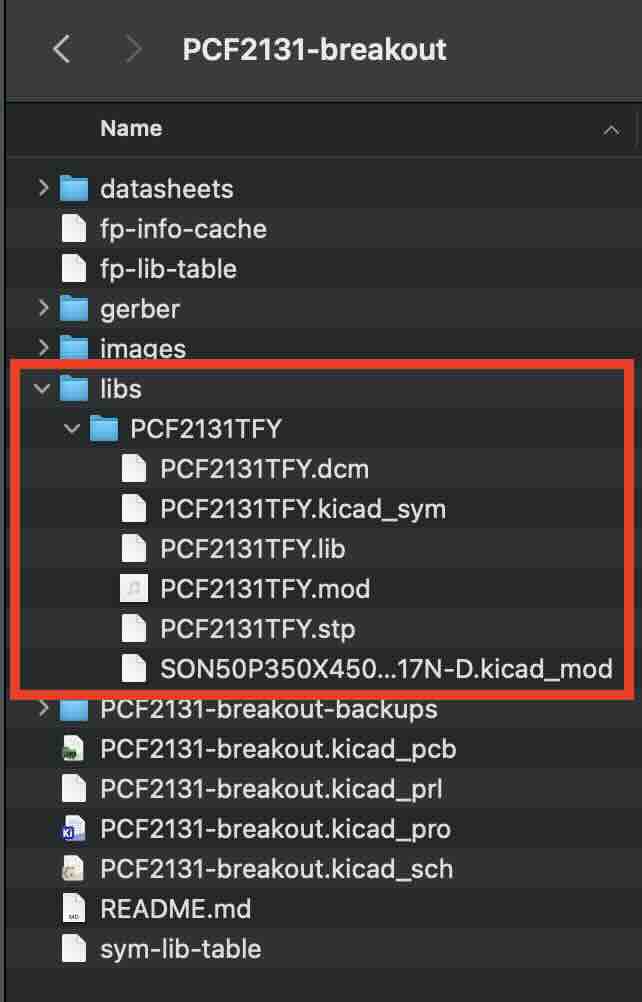 PCF2131-breakout
Name
datasheets
fp-info-cache
fp-lib-table
gerber
images
libs
PCF2131TFY
PCF2131TFY.dcm
PCF2131TFY.kicad_sym
PCF2131TFY.lib
PCF2131TFY.mod
PCF2131TFY.stp
SON50P350X450...17N-D.kicad_mod
PCF2131-breakout-backups
PCF2131-breakout.kicad_pcb
PCF2131-breakout.kicad_prl
PCF2131-breakout.kicad_pro
PCF2131-breakout.kicad_sch
README.md
sym-lib-table